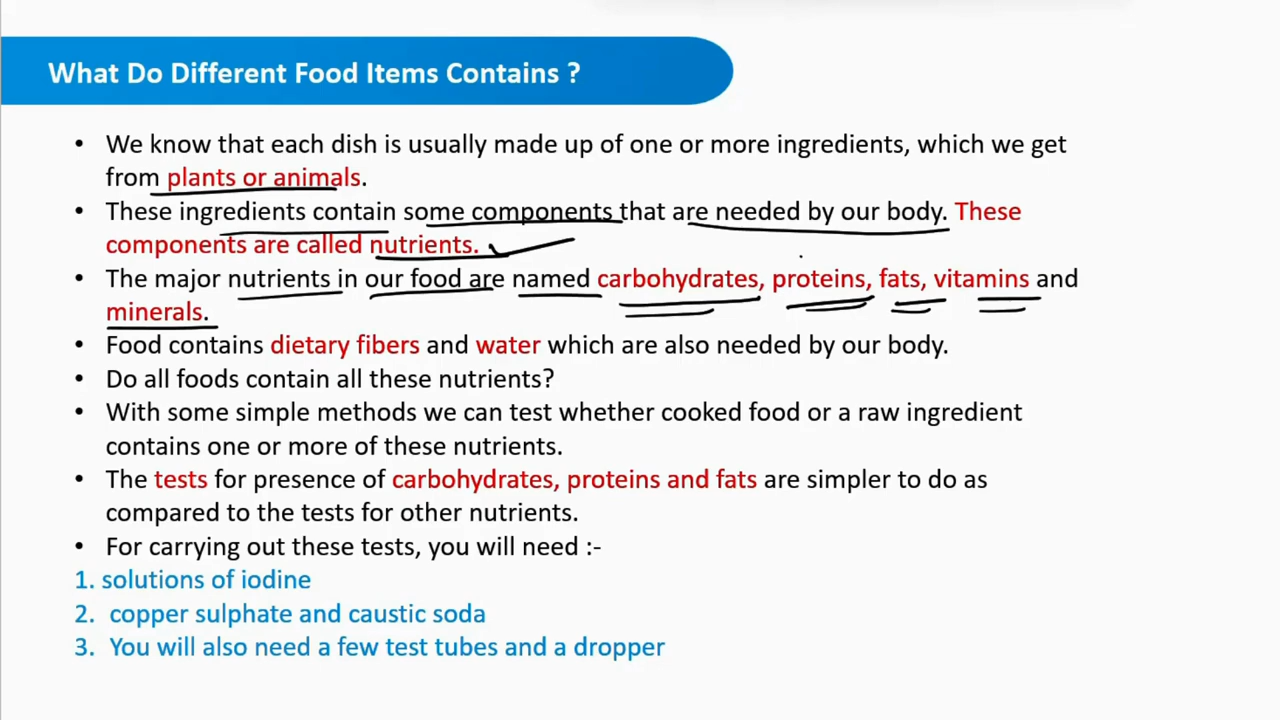 What Do Different Food Items Contains ?
• We know that each dish is usually made up of one or more ingredients, which we get
from plants or animals.
• These ingredients contain some components that are needed by our body. These
components are called nutrients.
• The major nutrients in our food are named carbohydrates, proteins, fats, vitamins and
minerals.
• Food contains dietary fibers and water which are also needed by our body.
• Do all foods contain all these nutrients?
• With some simple methods we can test whether cooked food or a raw ingredient
contains one or more of these nutrients.
• The tests for presence of carbohydrates, proteins and fats are simpler to do as
compared to the tests for other nutrients.
• For carrying out these tests, you will need :-
1. solutions of iodine
2. copper sulphate and caustic soda
3. You will also need a few test tubes and a dropper